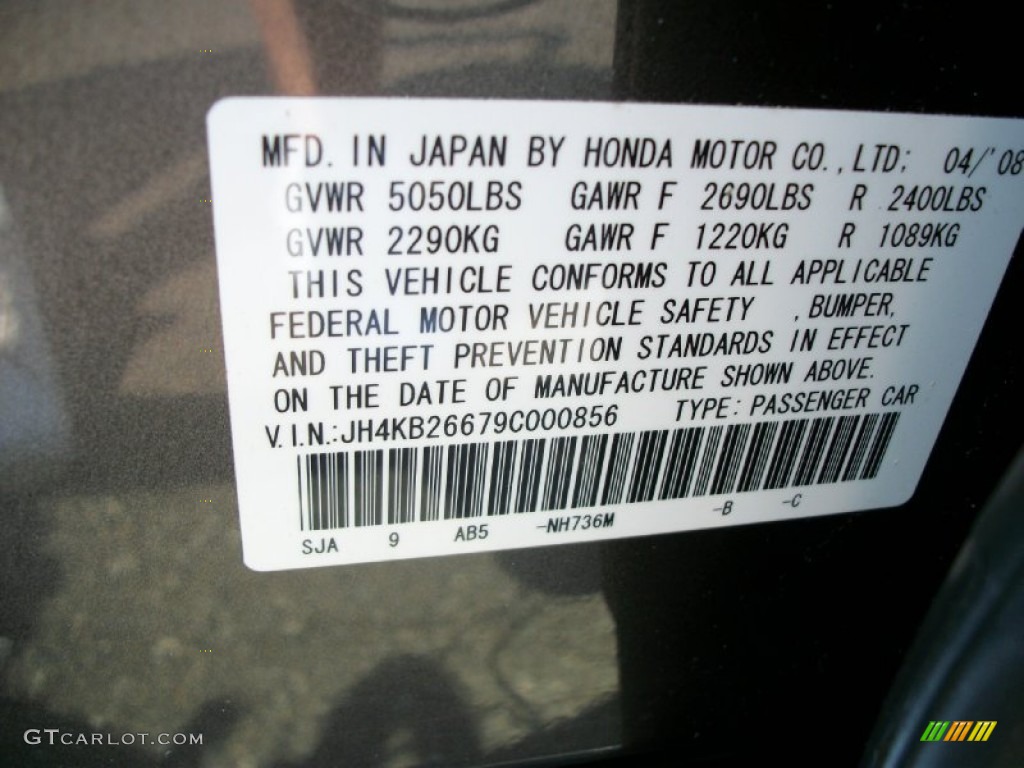 MFD. IN JAPAN BY HONDA MOTOR CO.,LTD; 04/'08
GVWR 5050LBS GAWR F 2690LBS R 2400LBS
GVWR 2290KG GAWR F 1220KG R 1089KG
THIS VEHICLE CONFORMS TO ALL APPLICABLE
FEDERAL MOTOR VEHICLE SAFETY , BUMPER,
AND THEFT PREVENTION STANDARDS IN EFFECT
ON THE DATE OF MANUFACTURE SHOWN ABOVE.
V.I.N.:JH4KB26679C000856 TYPE: PASSENGER CAR
SJA 9 AB5 -NH736M -B -C
GTCARLOT.COM